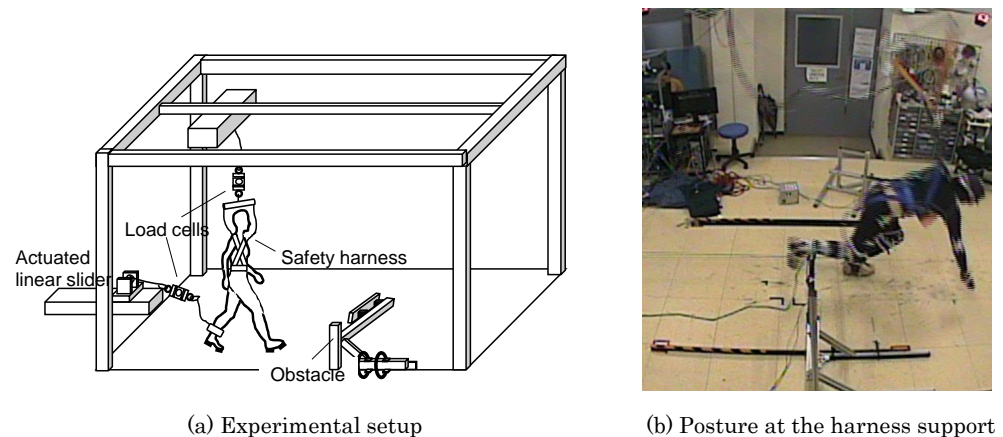 Load cells
Actuated
linear slider
Safety harness
Obstacle
(a) Experimental setup
(b) Posture at the harness support